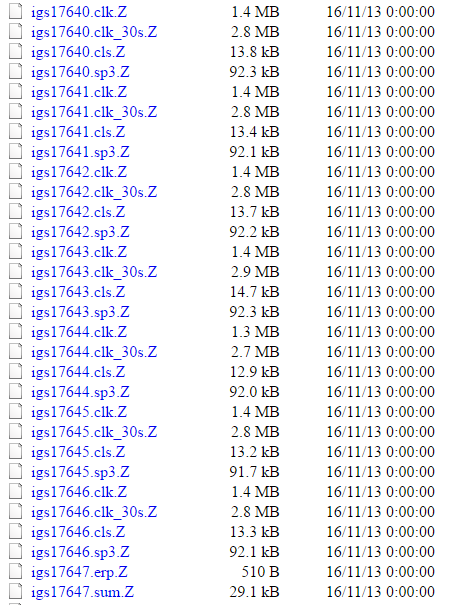 igs17640.clk.Z 1.4 MB 16/11/13 0:00:00
igs17640.clk_30s.Z 2.8 MB 16/11/13 0:00:00
igs17640.cls.Z 13.8 kB 16/11/13 0:00:00
igs17640.sp3.Z 92.3 kB 16/11/13 0:00:00
igs17641.clk.Z 1.4 MB 16/11/13 0:00:00
igs17641.clk_30s.Z 2.8 MB 16/11/13 0:00:00
igs17641.cls.Z 13.4 kB 16/11/13 0:00:00
igs17641.sp3.Z 92.1 kB 16/11/13 0:00:00
igs17642.clk.Z 1.4 MB 16/11/13 0:00:00
igs17642.clk_30s.Z 2.8 MB 16/11/13 0:00:00
igs17642.cls.Z 13.7 kB 16/11/13 0:00:00
igs17642.sp3.Z 92.2 kB 16/11/13 0:00:00
igs17643.clk.Z 1.4 MB 16/11/13 0:00:00
igs17643.clk_30s.Z 2.9 MB 16/11/13 0:00:00
igs17643.cls.Z 14.7 kB 16/11/13 0:00:00
igs17643.sp3.Z 92.3 kB 16/11/13 0:00:00
igs17644.clk.Z 1.3 MB 16/11/13 0:00:00
igs17644.clk_30s.Z 2.7 MB 16/11/13 0:00:00
igs17644.cls.Z 12.9 kB 16/11/13 0:00:00
igs17644.sp3.Z 92.0 kB 16/11/13 0:00:00
igs17645.clk.Z 1.4 MB 16/11/13 0:00:00
igs17645.clk_30s.Z 2.8 MB 16/11/13 0:00:00
igs17645.cls.Z 13.2 kB 16/11/13 0:00:00
igs17645.sp3.Z 91.7 kB 16/11/13 0:00:00
igs17646.clk.Z 1.4 MB 16/11/13 0:00:00
igs17646.clk_30s.Z 2.8 MB 16/11/13 0:00:00
igs17646.cls.Z 13.3 kB 16/11/13 0:00:00
igs17646.sp3.Z 92.1 kB 16/11/13 0:00:00
igs17647.erp.Z 510 B 16/11/13 0:00:00
igs17647.sum.Z 29.1 kB 16/11/13 0:00:00